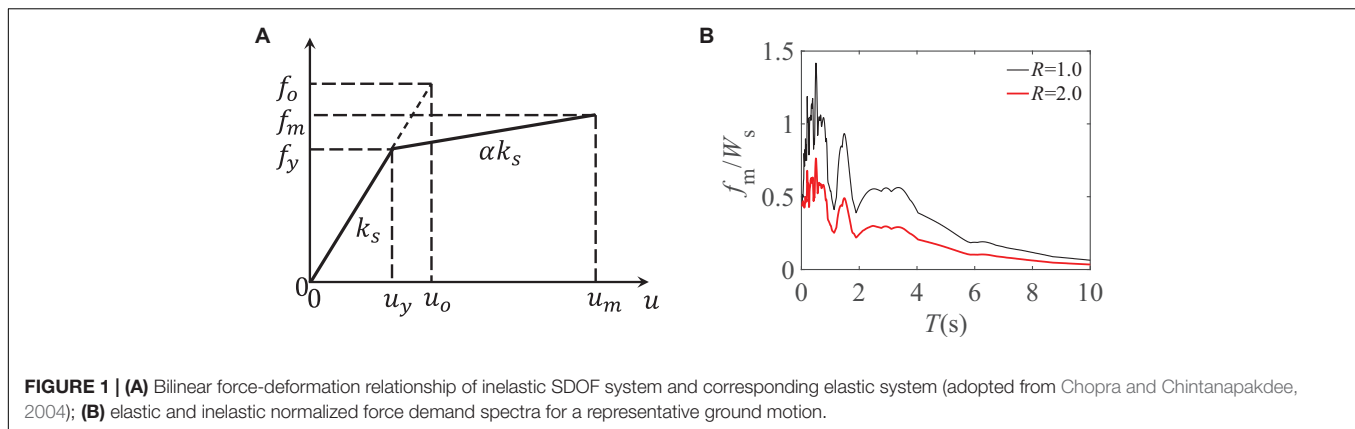 A
f_o
f_m
f_y
αk_s
k_s
0
0
u_y
u_o
u_m
u
B
1.5
1
0.5
0
f_m/W_s
R=1.0
R=2.0
0
2
4
6
8
10
T(s)
FIGURE 1 | (A) Bilinear force-deformation relationship of inelastic SDOF system and corresponding elastic system (adopted from Chopra and Chintanapakdee,
2004); (B) elastic and inelastic normalized force demand spectra for a representative ground motion.